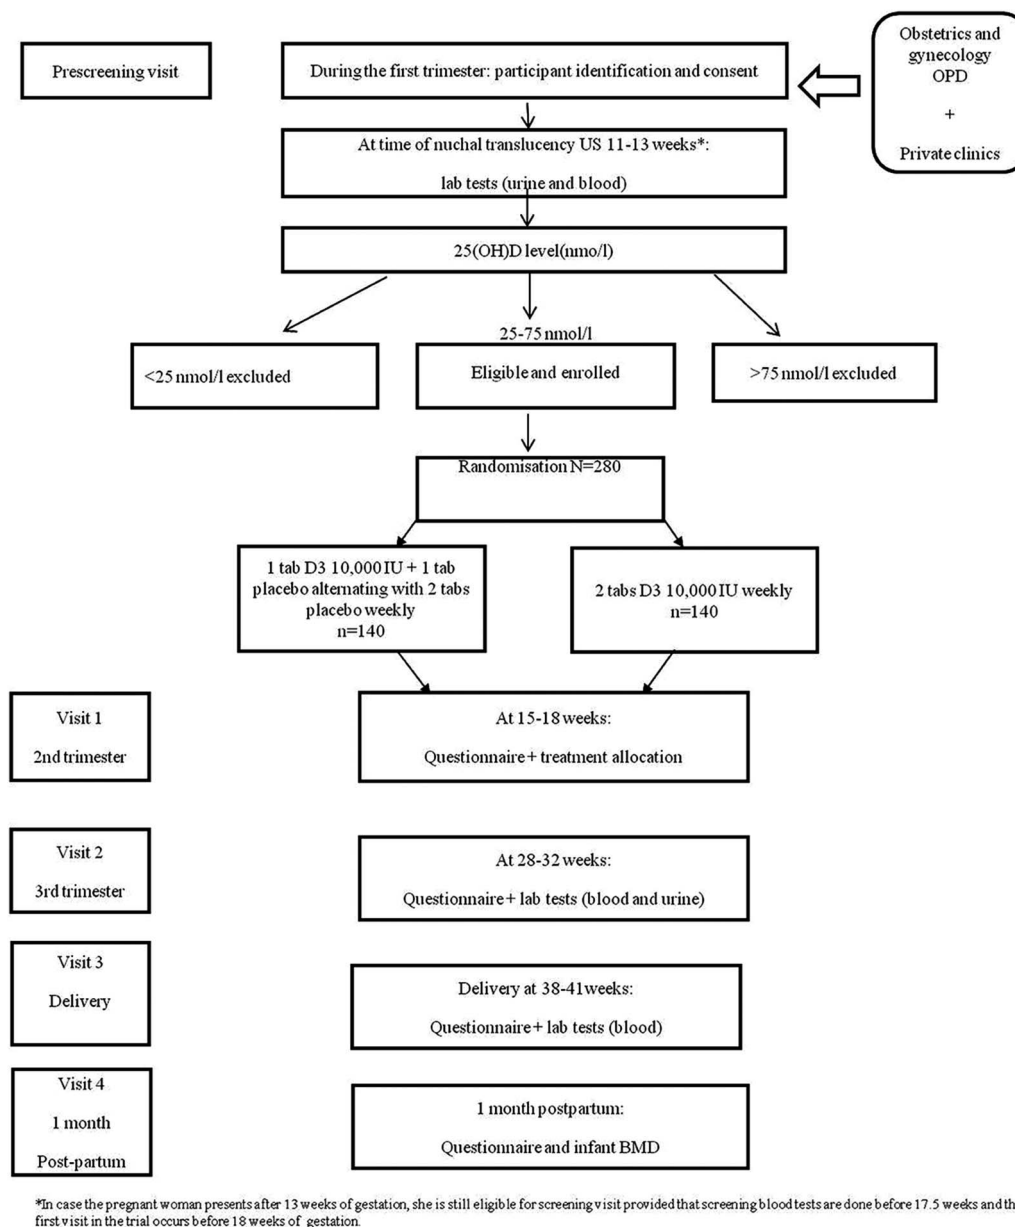 Prescreening visit
During the first trimester: participant identification and consent
Obstetrics and
gynecology
OPD
+
Private clinics
At time of nuchal translucency US 11-13 weeks*:
lab tests (urine and blood)
25(OH)D level(nmo/l)
25-75 nmol/l
<25 nmol/l excluded
Eligible and enrolled
>75 nmol/l excluded
Randomisation N=280
1 tab D3 10,000 IU + 1 tab
placebo alternating with 2 tabs
placebo weekly
n=140
2 tabs D3 10,000 IU weekly
n=140
Visit 1
2nd trimester
At 15-18 weeks:
Questionnaire + treatment allocation
Visit 2
3rd trimester
At 28-32 weeks:
Questionnaire + lab tests (blood and urine)
Visit 3
Delivery
Delivery at 38-41weeks:
Questionnaire + lab tests (blood)
Visit 4
1 month
Post-partum
1 month postpartum:
Questionnaire and infant BMD
*In case the pregnant woman presents after 13 weeks of gestation, she is still eligible for screening visit provided that screening blood tests are done before 17.5 weeks and th
first visit in the trial occurs before 18 weeks of gestation.